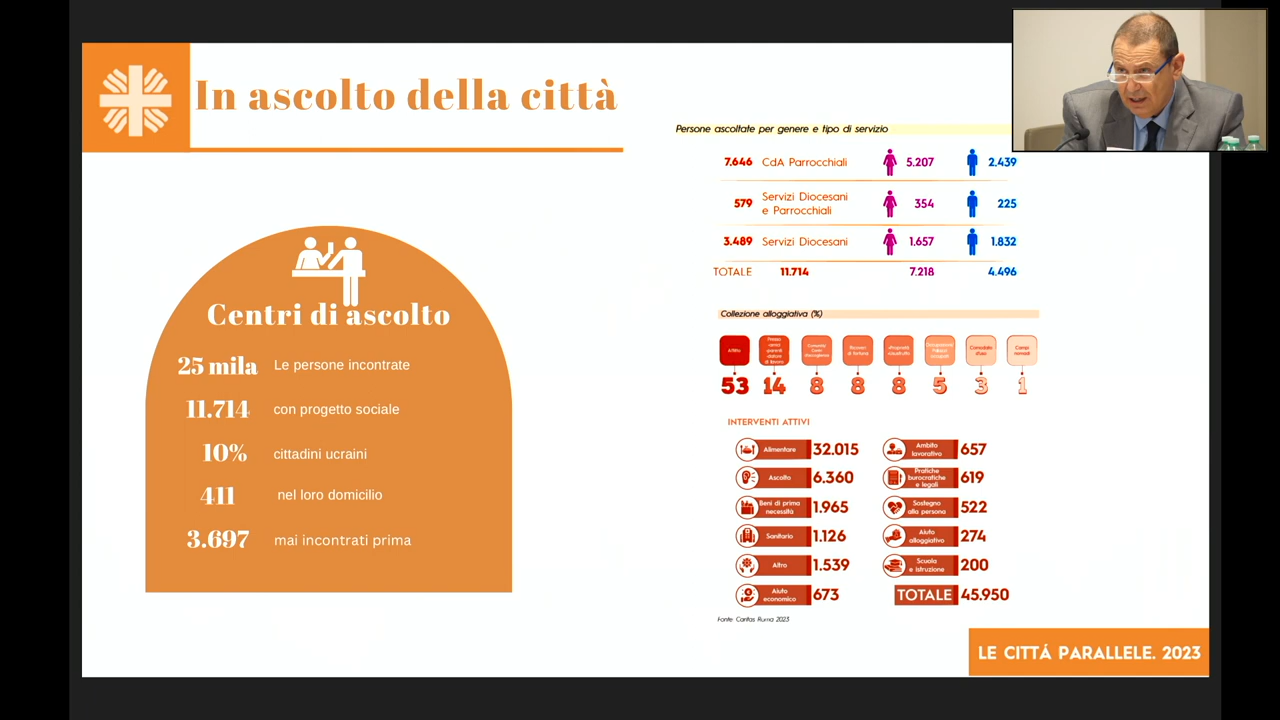 In ascolto della città
Persone ascoltate per genere e tipo di servizio
7.646 CdA Parrocchiali 5.207 2.439
579 Servizi Diocesani
e Parrocchiali 354 225
3.489 Servizi Diocesani 1.657 1.832
TOTALE 11.714 7.218 4.496
Centri di ascolto
25 mila Le persone incontrate
11.714 con progetto sociale
10% cittadini ucraini
411 nel loro domicilio
3.697 mai incontrati prima
Collezione alloggiativa (%)
Affitto
53 14 8 8 8 5 3 1
INTERVENTI ATTIVI
Alimentare 32.015
Ascolto 6.360
Beni di prima
necessità 1.965
Sanitario 1.126
Altro 1.539
Aiuto
economico 673
Ambito
lavorativo 657
Pratiche
burocratiche
e legali 619
Sostegno
alla persona 522
Aiuto
alloggiativo 274
Scuola
e istruzione 200
TOTALE 45.950
Fonte Caritas Roma 2023
LE CITTÁ PARALLELE. 2023